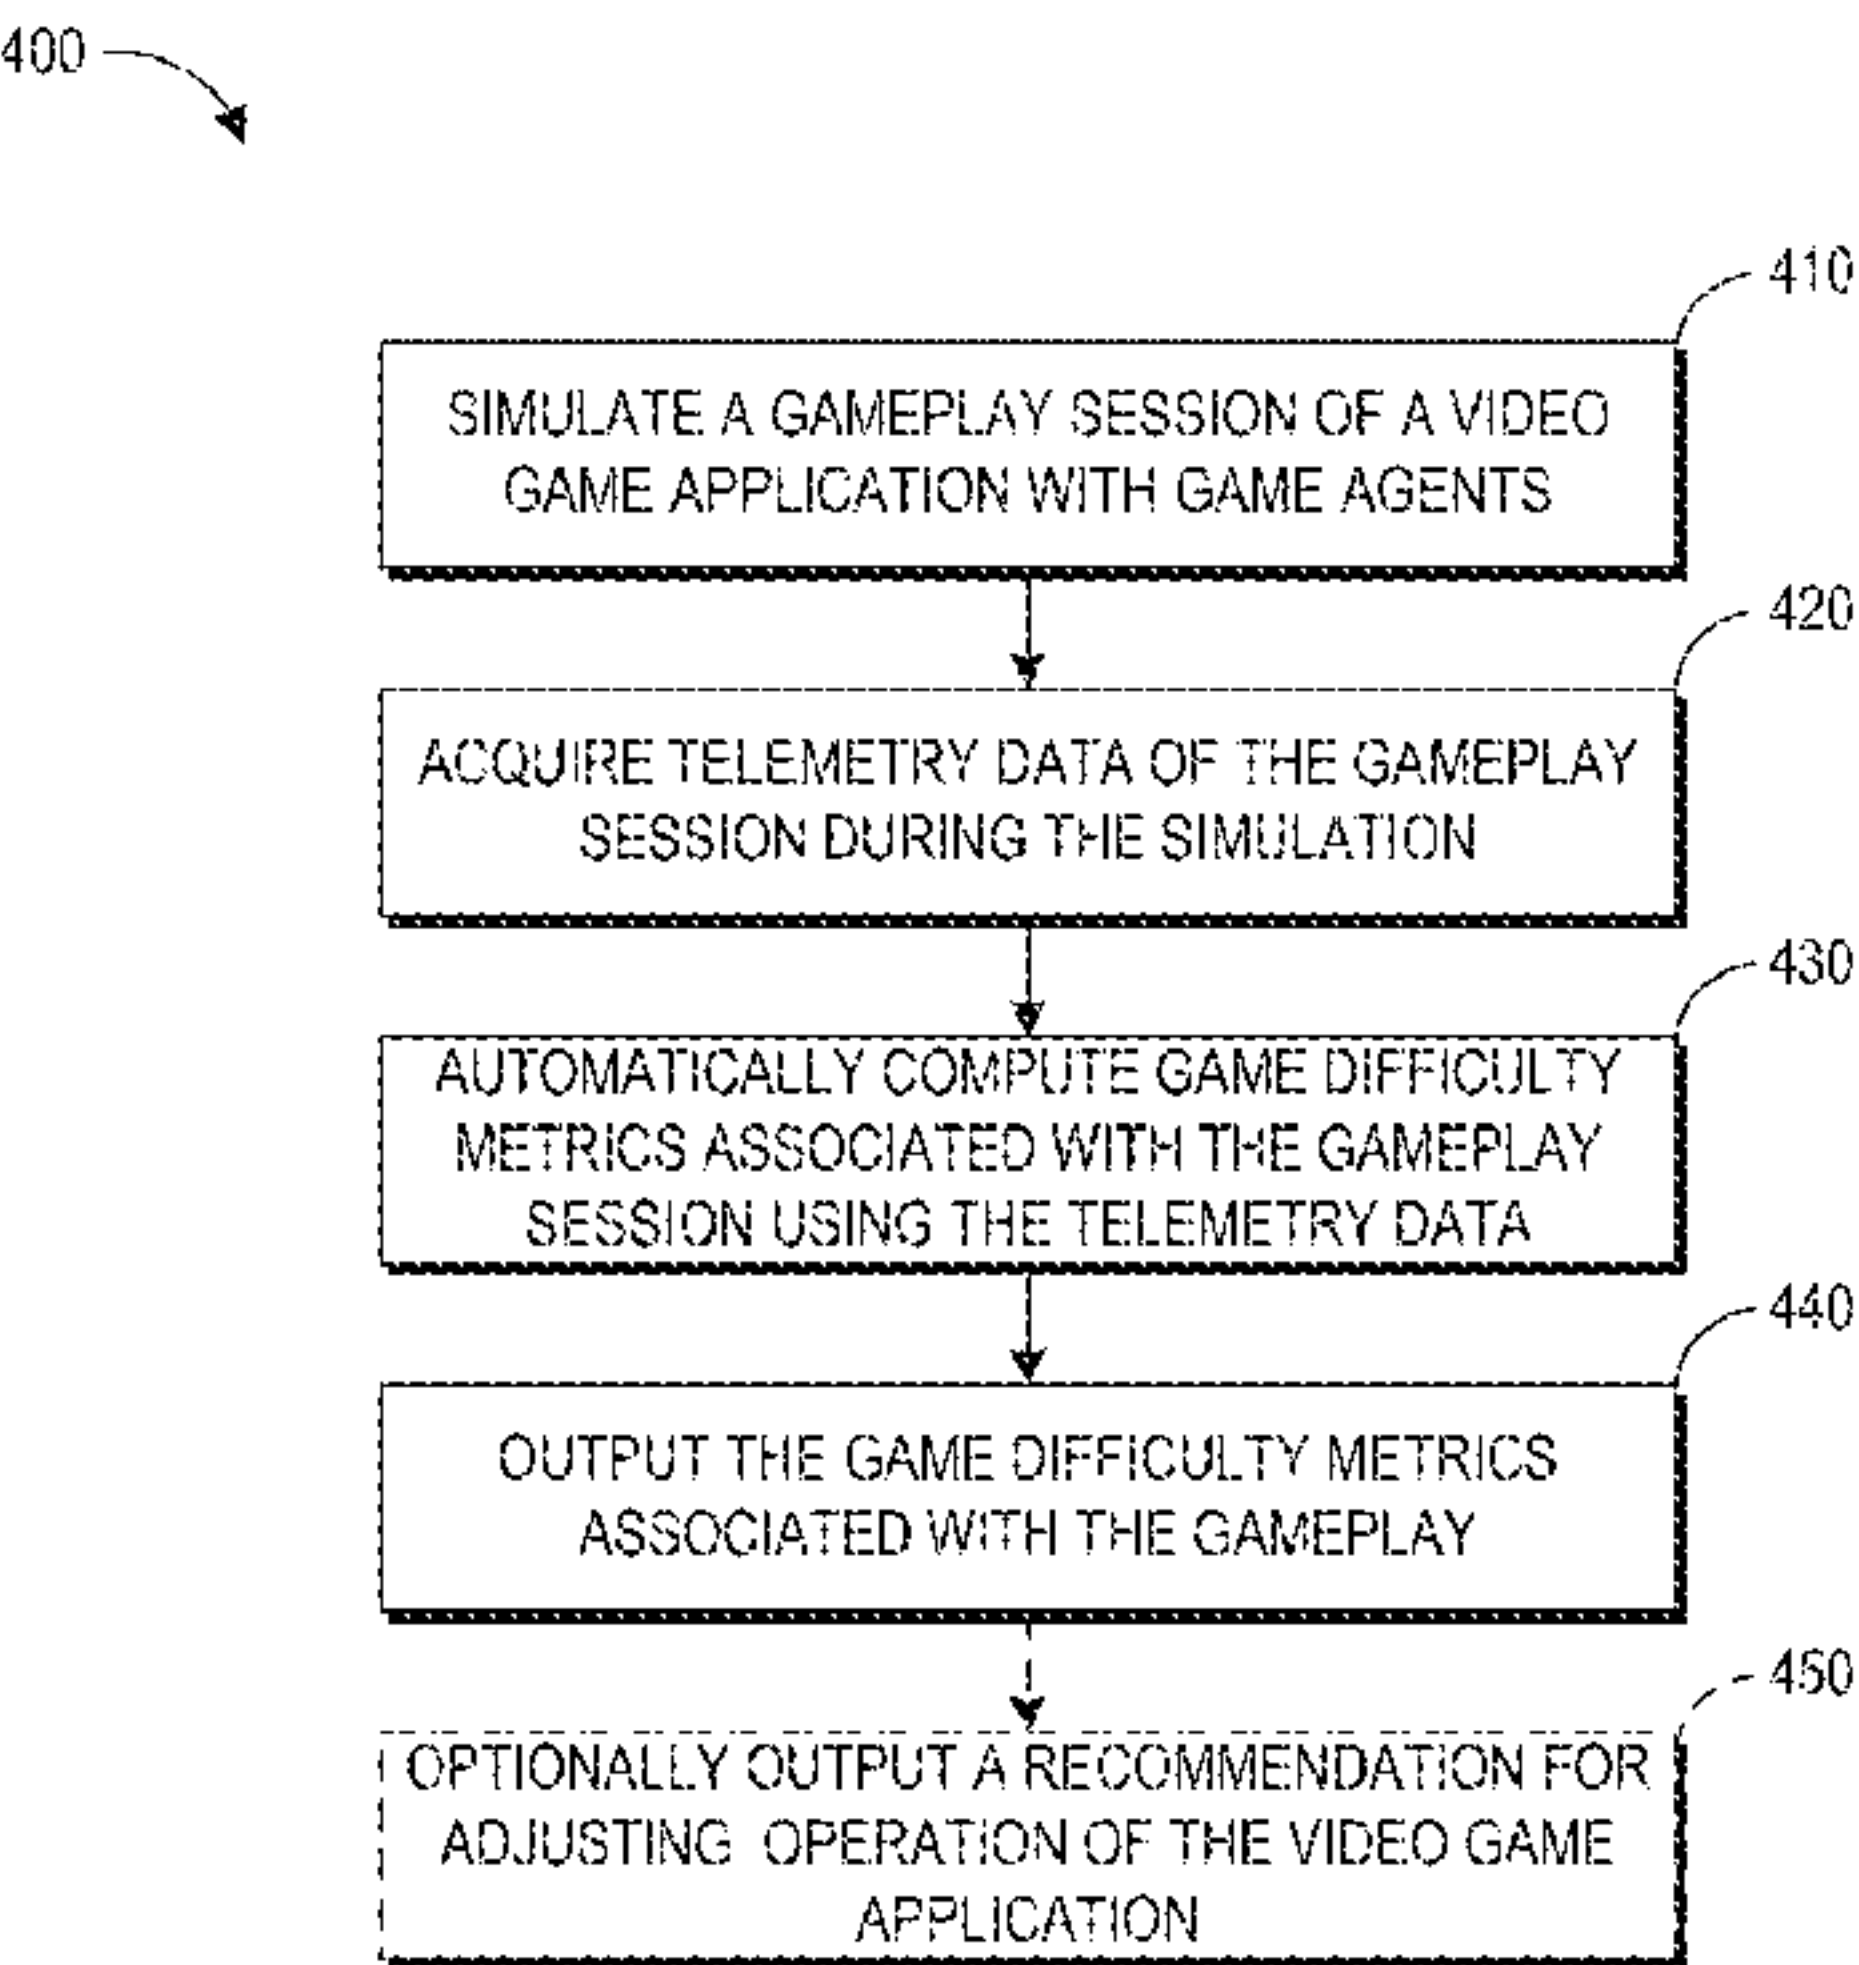 400
410
SIMULATE A GAMEPLAY SESSION OF A VIDEO
GAME APPLICATION WITH GAME AGENTS
420
ACQUIRE TELEMETRY DATA OF THE GAMEPLAY
SESSION DURING THE SIMULATION
430
AUTOMATICALLY COMPUTE GAME DIFFICULTY
METRICS ASSOCIATED WITH THE GAMEPLAY
SESSION USING THE TELEMETRY DATA
440
OUTPUT THE GAME DIFFICULTY METRICS
ASSOCIATED WITH THE GAMEPLAY
450
OPTIONALLY OUTPUT A RECOMMENDATION FOR
ADJUSTING OPERATION OF THE VIDEO GAME
APPLICATION